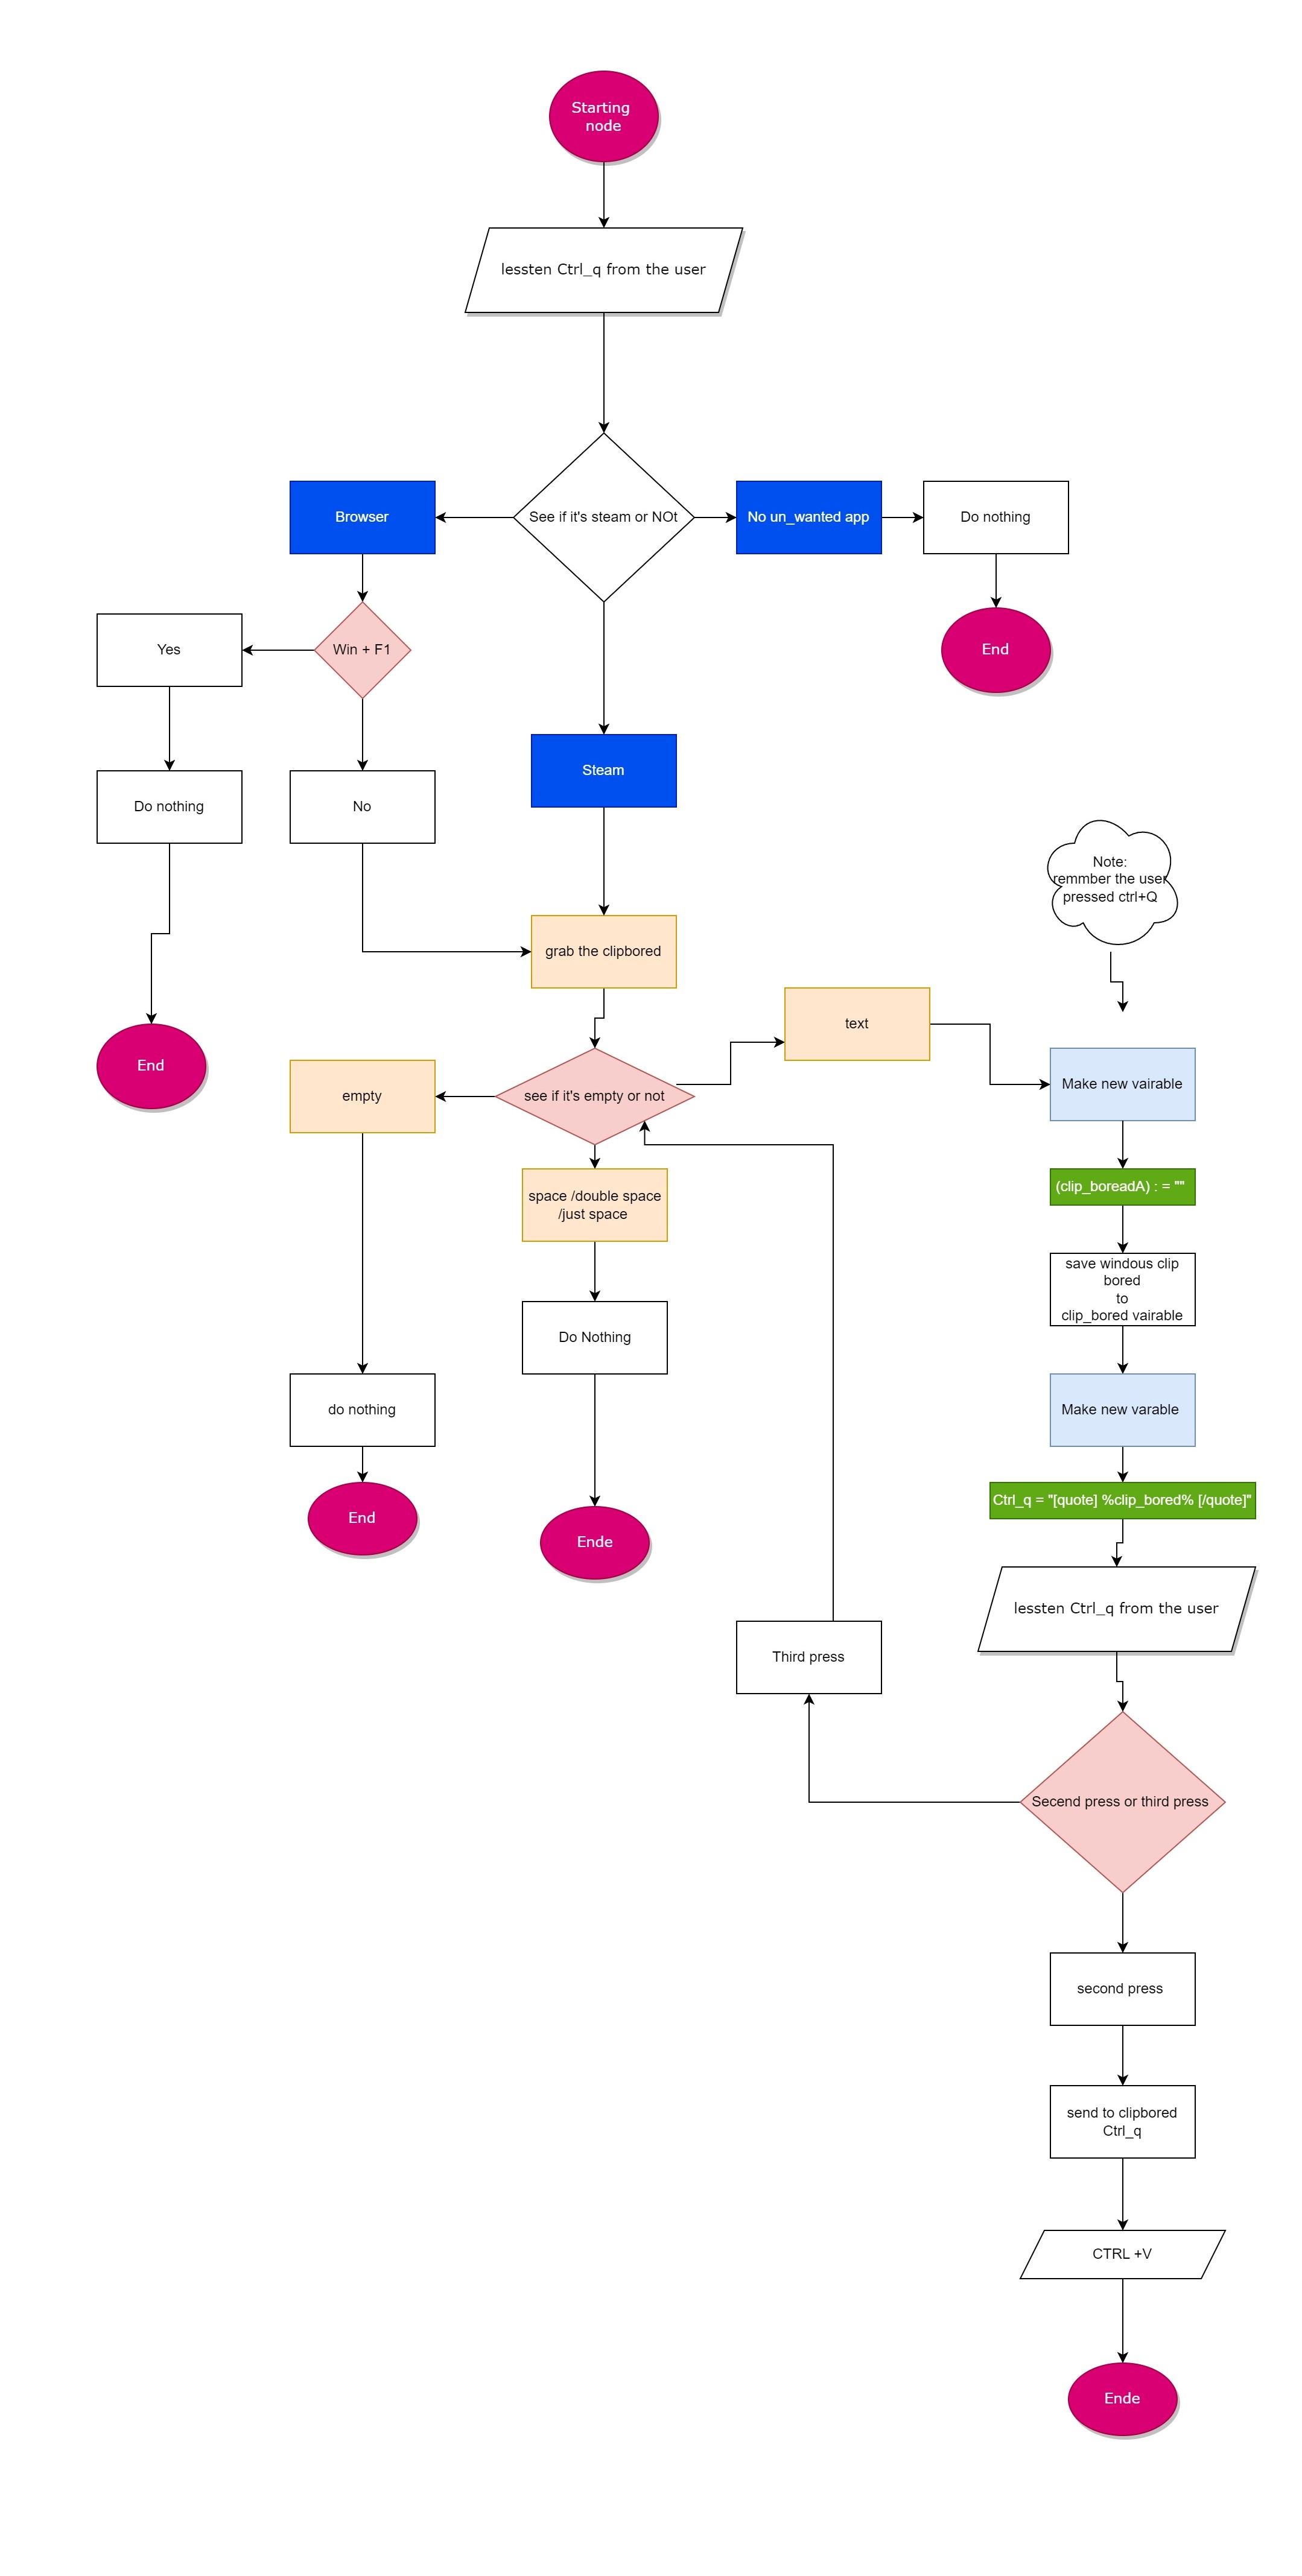 Starting
node
lessten Ctrl_q from the user
Browser
See if it's steam or NOt
No un_wanted app
Do nothing
Yes
Win + F1
End
Steam
Do nothing
No
Note:
remmber the user
pressed ctrl+Q
grab the clipbored
text
End
empty
see if it's empty or not
Make new vairable
space /double space
/just space
(clip_boreadA) : = ""
save windous clip
bored
to
clip_bored vairable
Do Nothing
do nothing
Make new varable
End
Ende
Ctrl_q = "[quote] %clip_bored% [/quote]"
lessten Ctrl_q from the user
Third press
Secend press or third press
second press
send to clipbored
Ctrl_q
CTRL +V
Ende